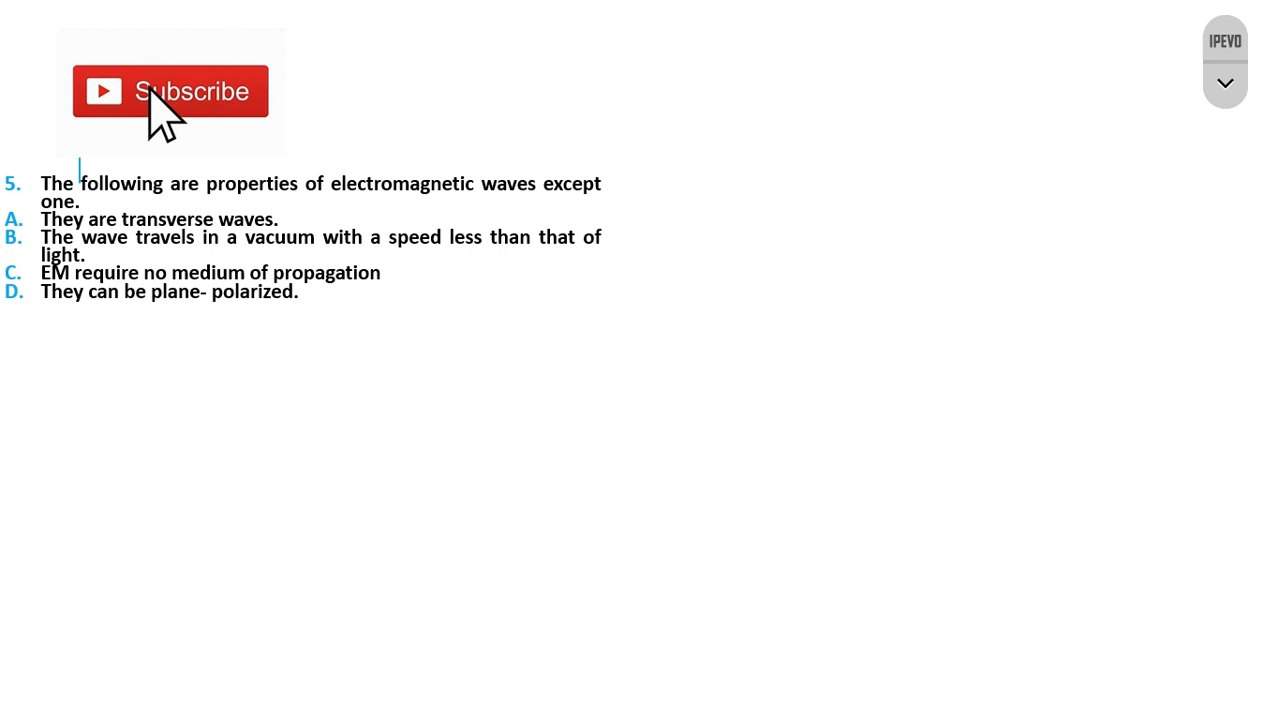 Subscribe
IPEVO
5. The following are properties of electromagnetic waves except
one.
A. They are transverse waves.
B. The wave travels in a vacuum with a speed less than that of
light.
C. EM require no medium of propagation
D. They can be plane- polarized.